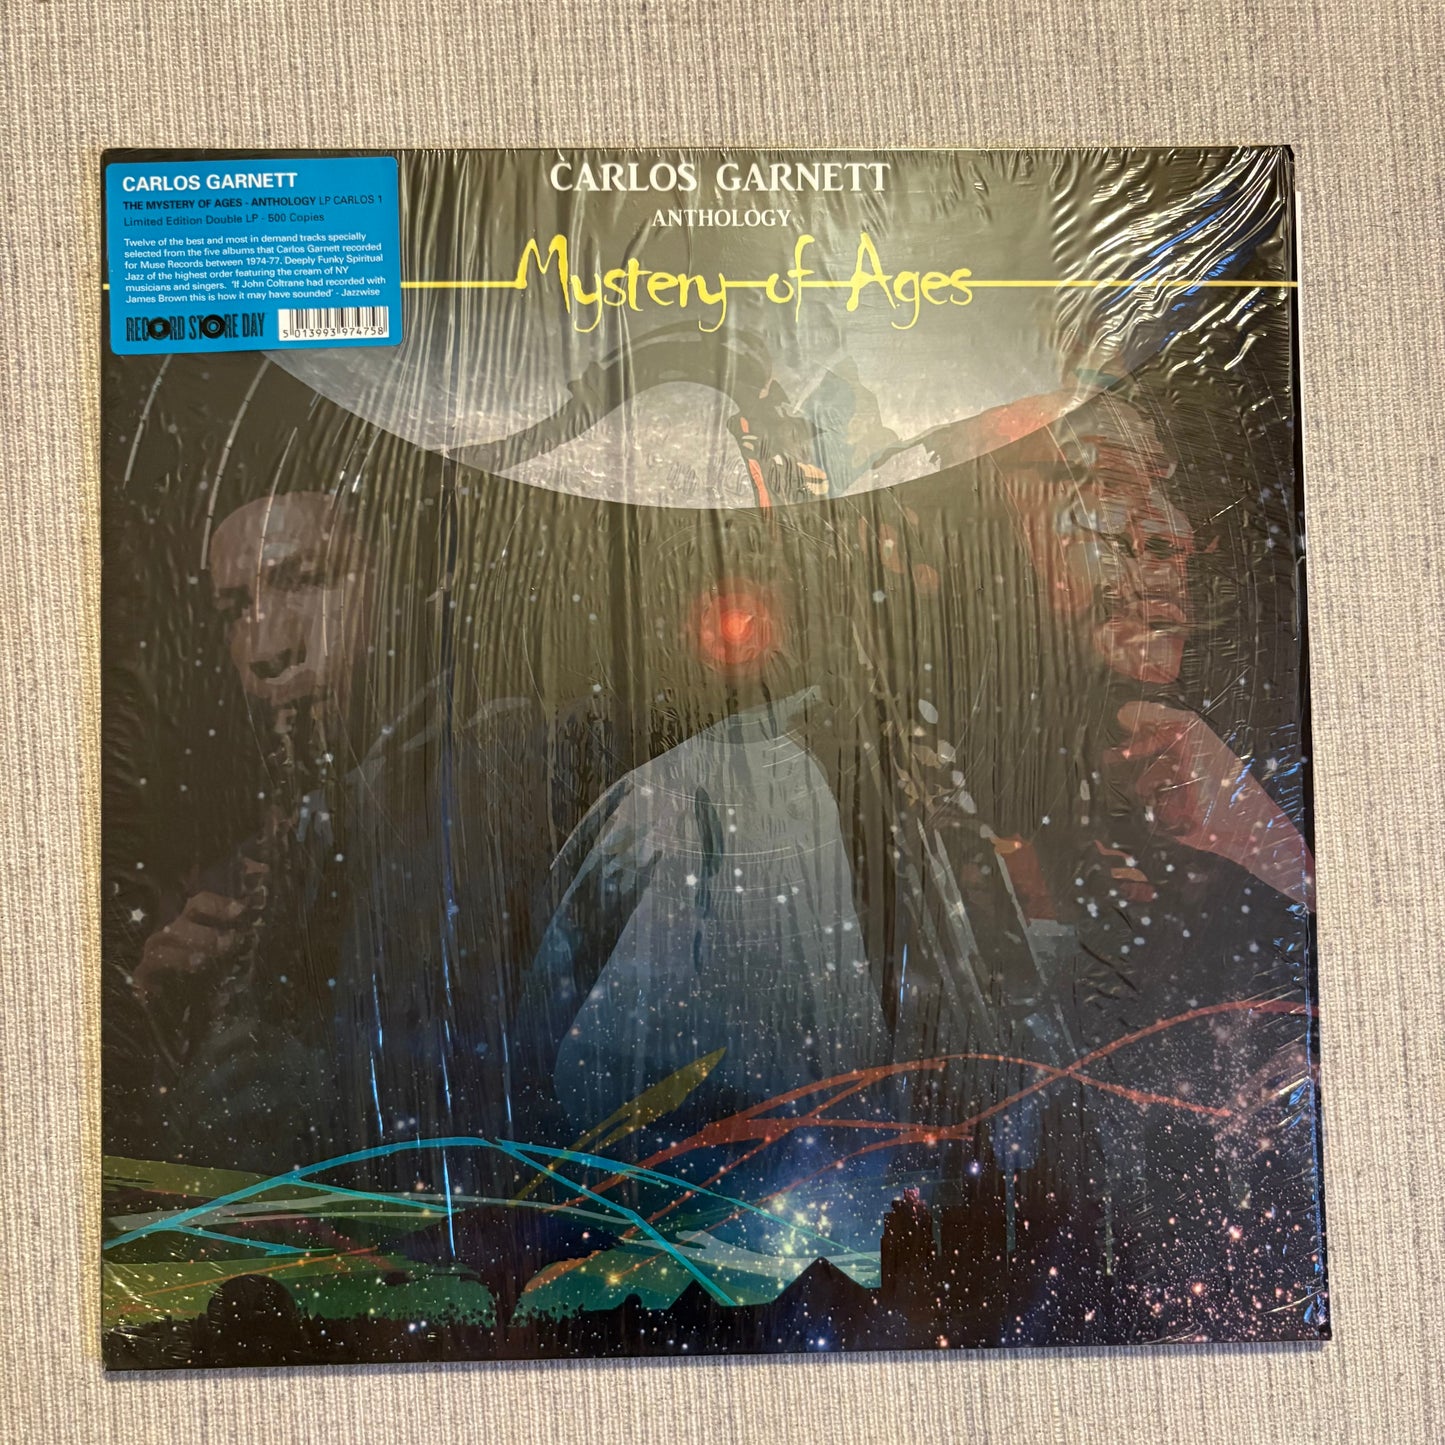 CARLOS GARNETT
THE MYSTERY OF AGES - ANTHOLOGY LP CARLOS 1
Limited Edition Double LP - 500 Copies
Twelve of the best and most in demand tracks specially
selected from the five albums that Carlos Garnett recorded
for Muse Records between 1974-77. Deeply Funky Spiritual
Jazz of the highest order featuring the cream of NY
musicians and singers. 'If John Coltrane had recorded with
James Brown this is how it may have sounded' - Jazzwise
RECORD STORE DAY
5 013993 974758
CARLOS GARNETT
ANTHOLOGY
Mystery of Ages